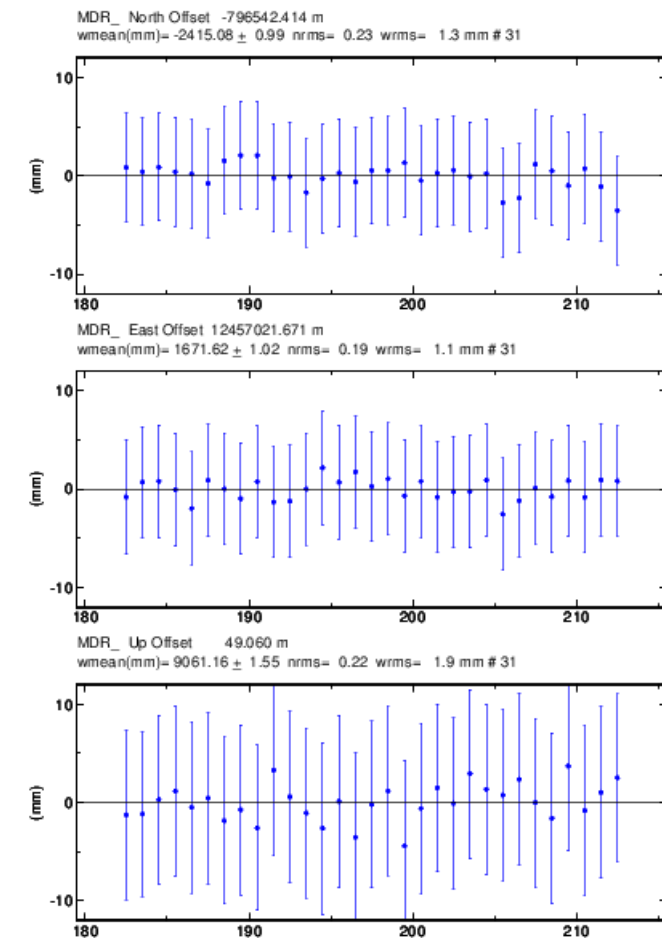 MDR_ North Offset -796542.414 m
wmean(mm)= -2415.08 ± 0.99 nrms= 0.23 wrms= 1.3 mm # 31
10
0
-10
(mm)
180 190 200 210
MDR_ East Offset 12457021.671 m
wmean(mm)= 1671.62 ± 1.02 nrms= 0.19 wrms= 1.1 mm # 31
10
0
-10
(mm)
180 190 200 210
MDR_ Up Offset 49.060 m
wmean(mm)= 9061.16 ± 1.55 nrms= 0.22 wrms= 1.9 mm # 31
10
0
-10
(mm)
180 190 200 210